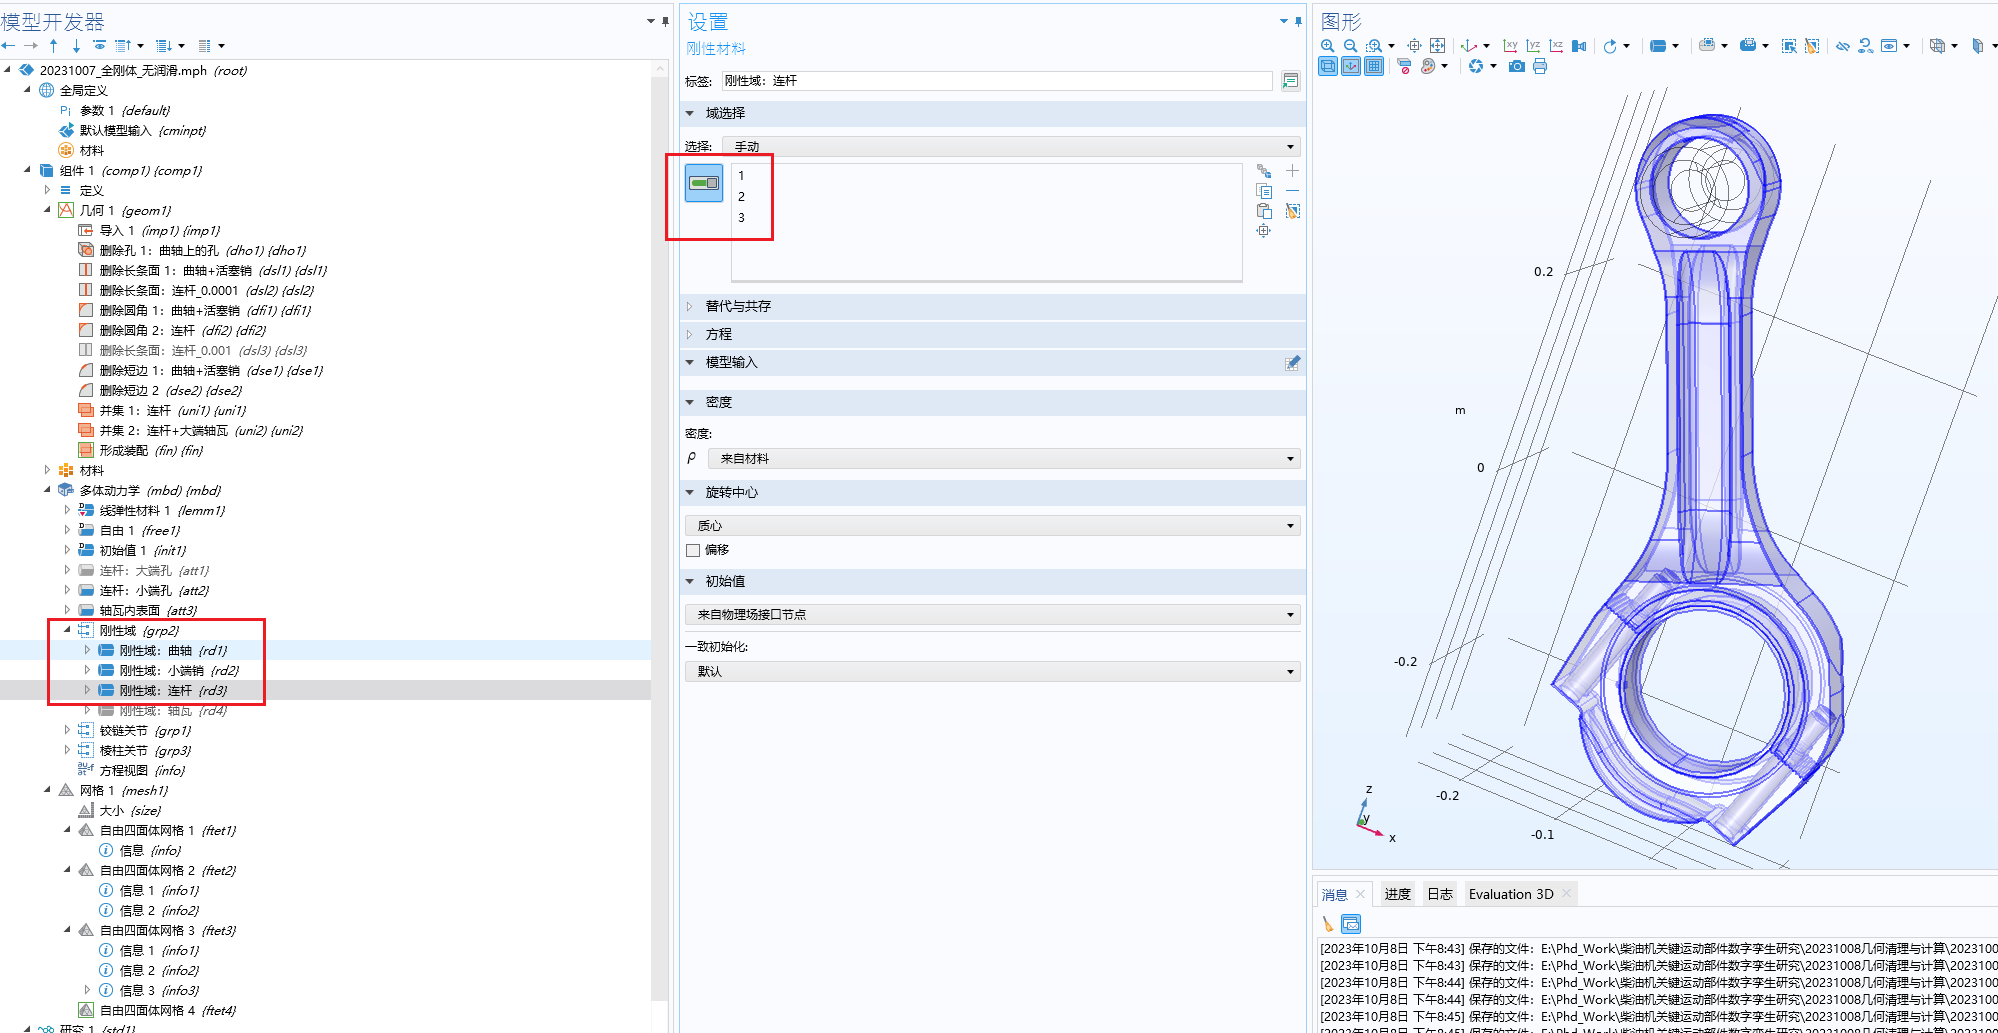 模型开发器
20231007_全刚体_无润滑.mph (root)
全局定义
Pi 参数 1 {default}
默认模型输入 {cminpt}
材料
组件 1 (comp1) {comp1}
定义
几何 1 {geom1}
导入 1 (imp1) {imp1}
删除孔 1：曲轴上的孔 (dho1) {dho1}
删除长条面 1：曲轴+活塞销 (dsl1) {dsl1}
删除长条面：连杆_0.0001 (dsl2) {dsl2}
删除圆角 1：曲轴+活塞销 (dfi1) {dfi1}
删除圆角 2：连杆 (dfi2) {dfi2}
删除长条面：连杆_0.001 (dsl3) {dsl3}
删除短边 1：曲轴+活塞销 (dse1) {dse1}
删除短边 2 (dse2) {dse2}
并集 1：连杆 (uni1) {uni1}
并集 2：连杆+大端轴瓦 (uni2) {uni2}
形成装配 (fin) {fin}
材料
多体动力学 (mbd) {mbd}
线弹性材料 1 {lemm1}
自由 1 {free1}
初始值 1 {init1}
连杆：大端孔 {att1}
连杆：小端孔 {att2}
轴瓦内表面 {att3}
刚性域 {grp2}
刚性域：曲轴 {rd1}
刚性域：小端销 {rd2}
刚性域：连杆 {rd3}
刚性域：轴瓦 {rd4}
铰链关节 {grp1}
棱柱关节 {grp3}
方程视图 {info}
网格 1 {mesh1}
大小 {size}
自由四面体网格 1 {ftet1}
信息 {info}
自由四面体网格 2 {ftet2}
信息 1 {info1}
信息 2 {info2}
自由四面体网格 3 {ftet3}
信息 1 {info1}
信息 2 {info2}
信息 3 {info3}
自由四面体网格 4 {ftet4}
研究 1 {std1}
设置
刚性材料
标签： 刚性域：连杆
域选择
选择： 手动
1
2
3
替代与共存
方程
模型输入
密度
密度：
ρ 来自材料
旋转中心
质心
偏移
初始值
来自物理场接口节点
一致初始化：
默认
图形
xy yz xz
0.2
m
0
-0.2
-0.2
-0.1
z
y
x
消息 进度 日志 Evaluation 3D
[2023年10月8日 下午8:43] 保存的文件：E:\Phd_Work\柴油机关键运动部件数字孪生研究\20231008几何清理与计算\2023100
[2023年10月8日 下午8:43] 保存的文件：E:\Phd_Work\柴油机关键运动部件数字孪生研究\20231008几何清理与计算\2023100
[2023年10月8日 下午8:44] 保存的文件：E:\Phd_Work\柴油机关键运动部件数字孪生研究\20231008几何清理与计算\2023100
[2023年10月8日 下午8:44] 保存的文件：E:\Phd_Work\柴油机关键运动部件数字孪生研究\20231008几何清理与计算\2023100
[2023年10月8日 下午8:45] 保存的文件：E:\Phd_Work\柴油机关键运动部件数字孪生研究\20231008几何清理与计算\2023100